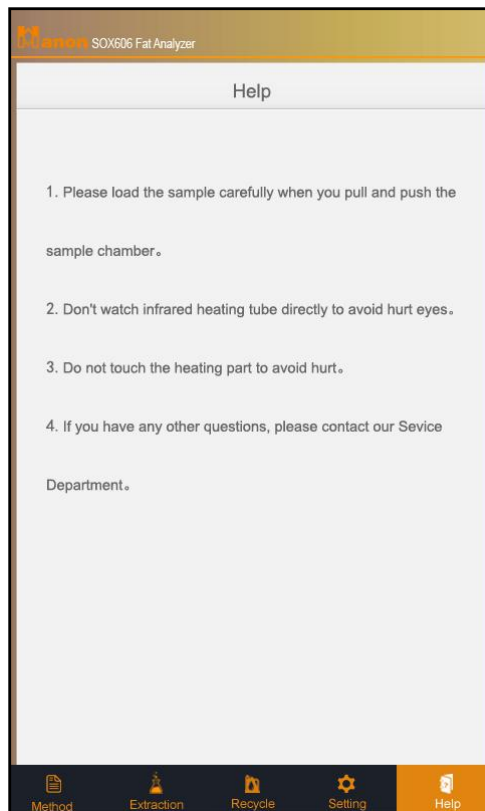 Hanon SOX606 Fat Analyzer
Help
1. Please load the sample carefully when you pull and push the
sample chamber。
2. Don't watch infrared heating tube directly to avoid hurt eyes。
3. Do not touch the heating part to avoid hurt。
4. If you have any other questions, please contact our Sevice
Department。
Method Extraction Recycle Setting Help